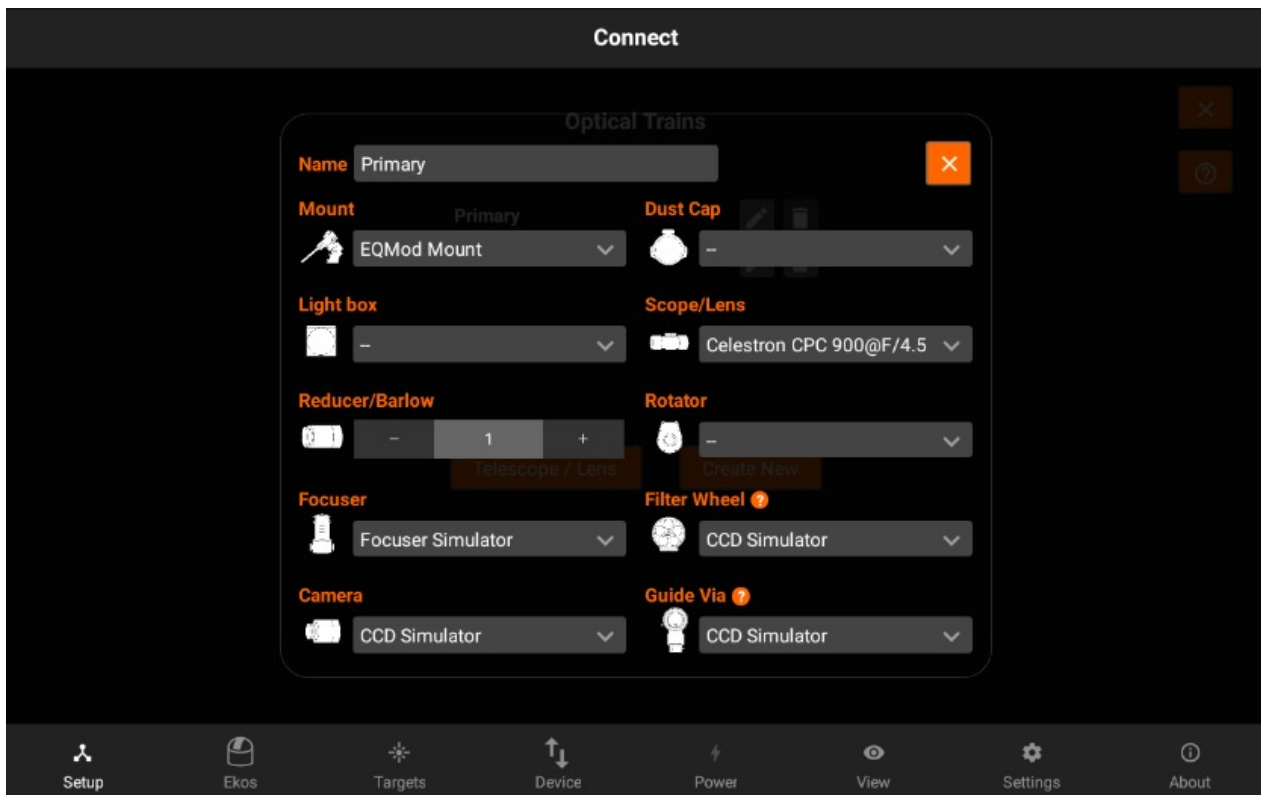 Connect
Optical Trains
Name Primary
Mount Dust Cap
Primary
EQMod Mount --
Light box Scope/Lens
-- Celestron CPC 900@F/4.5
Reducer/Barlow Rotator
- 1 + --
Telescope / Lens Create New
Focuser Filter Wheel ?
Focuser Simulator CCD Simulator
Camera Guide Via ?
CCD Simulator CCD Simulator
Setup Ekos Targets Device Power View Settings About